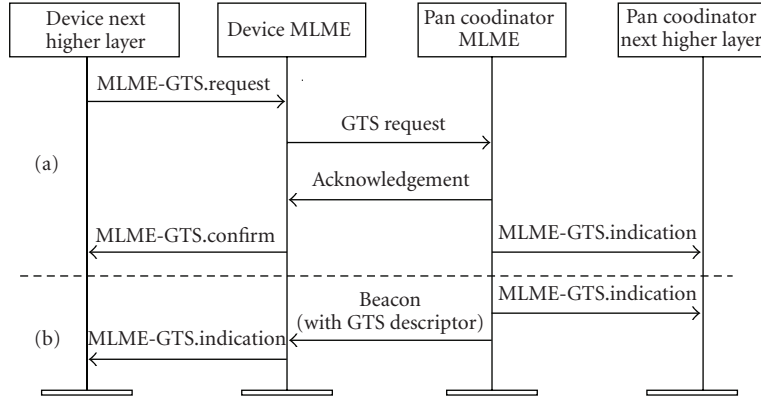 Device next
higher layer
Device MLME
Pan coodinator
MLME
Pan coodinator
next higher layer
MLME-GTS.request
GTS request
(a)
Acknowledgement
MLME-GTS.confirm
MLME-GTS.indication
MLME-GTS.indication
Beacon
(with GTS descriptor)
(b)
MLME-GTS.indication